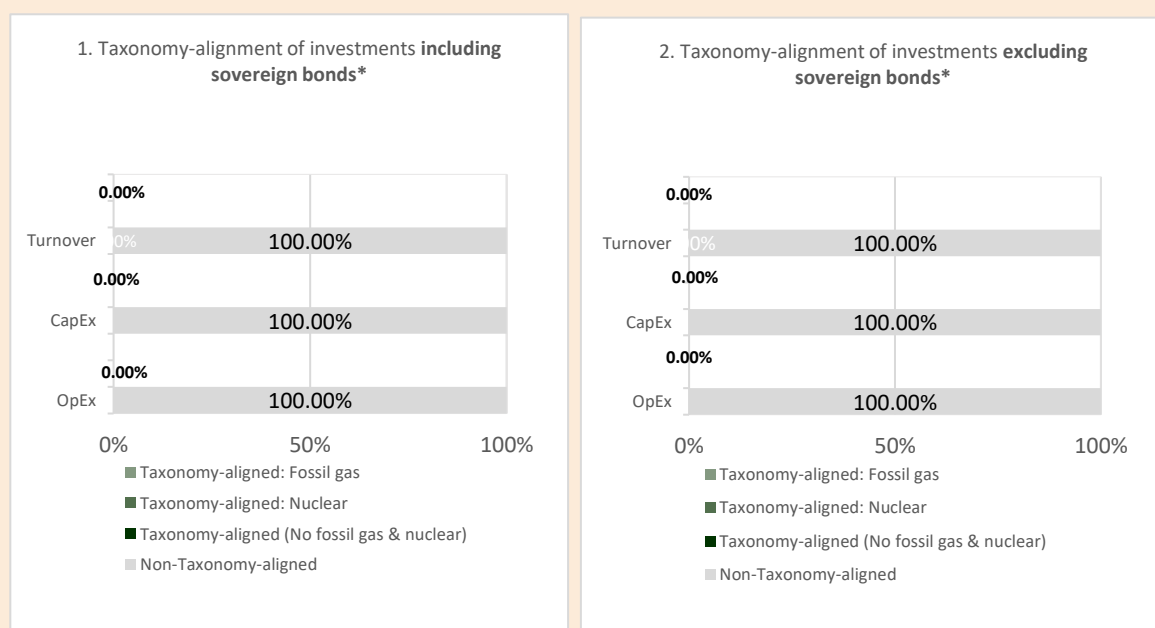 1. Taxonomy-alignment of investments including
sovereign bonds*
0.00%
Turnover
0%
100.00%
0.00%
CapEx
100.00%
0.00%
OpEx
100.00%
0%
50%
100%
Taxonomy-aligned: Fossil gas
Taxonomy-aligned: Nuclear
Taxonomy-aligned (No fossil gas & nuclear)
Non-Taxonomy-aligned
2. Taxonomy-alignment of investments excluding
sovereign bonds*
0.00%
Turnover
0%
100.00%
0.00%
CapEx
100.00%
0.00%
OpEx
100.00%
0%
50%
100%
Taxonomy-aligned: Fossil gas
Taxonomy-aligned: Nuclear
Taxonomy-aligned (No fossil gas & nuclear)
Non-Taxonomy-aligned